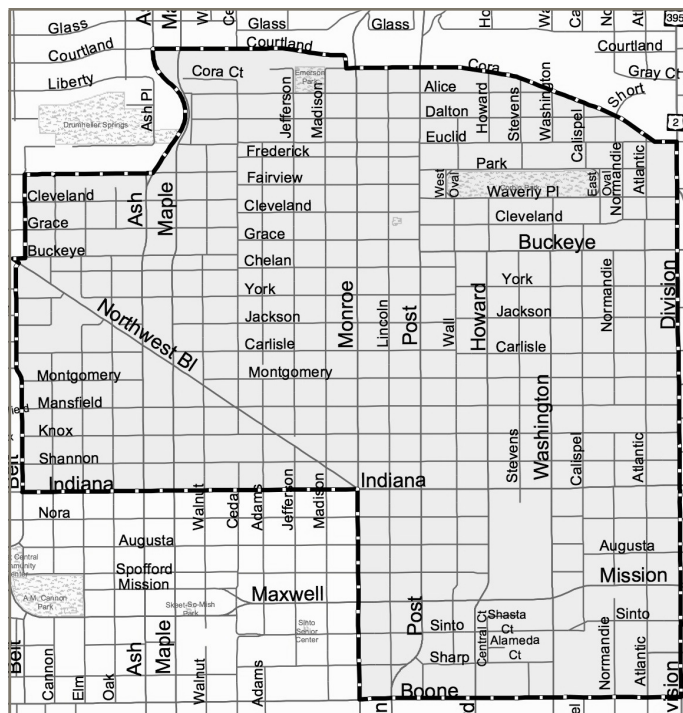 Glass
Glass
395
Courtland
Courtland
Courtland
Cora
Gray Ct
Liberty
Cora Ct
Emerson
Park
Jefferson
Madison
Alice
Howard
Stevens
Washington
Short
Ash Pl
Drumheller Springs
Dalton
Calispel
2
Euclid
Frederick
Park
Normandie
Atlantic
Fairview
West
Oval
Waverly Pl
East
Oval
Cleveland
Ash
Maple
Cleveland
Cleveland
Grace
Grace
Buckeye
Buckeye
Chelan
York
York
Northwest Bl
Monroe
Lincoln
Post
Wall
Howard
Normandie
Division
Jackson
Jackson
Carlisle
Carlisle
Montgomery
Montgomery
Mansfield
Washington
Knox
Stevens
Calispel
Atlantic
Shannon
Belt
Indiana
Indiana
Walnut
Cedar
Adams
Jefferson
Madison
Nora
Augusta
Augusta
Spofford
Mission
Mission
A.M. Cannon
Park
Maxwell
Skeet-So-Mish
Park
Shasta
Ct
Sinto
Sinto
Senior
Center
Post
Sinto
Central Ct
Alameda
Ct
Belt
Cannon
Elm
Oak
Ash
Maple
Walnut
Adams
Sharp
Normandie
Atlantic
Boone